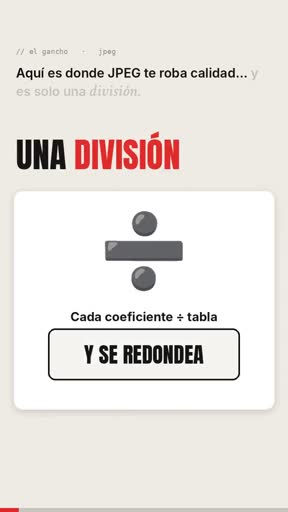 // el gancho · jpeg
Aquí es donde JPEG te roba calidad... y
es solo una división.
UNA DIVISIÓN
Cada coeficiente ÷ tabla
Y SE REDONDEA